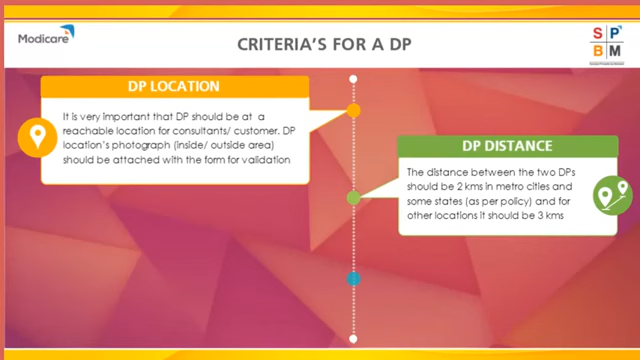 Modicare
CRITERIA'S FOR A DP
S P
B M
DP LOCATION
It is very important that DP should be at a
reachable location for consultants/ customer. DP
location's photograph (inside/ outside area)
should be attached with the form for validation
DP DISTANCE
The distance between the two DPs
should be 2 kms in metro cities and
some states (as per policy) and for
other locations it should be 3 kms